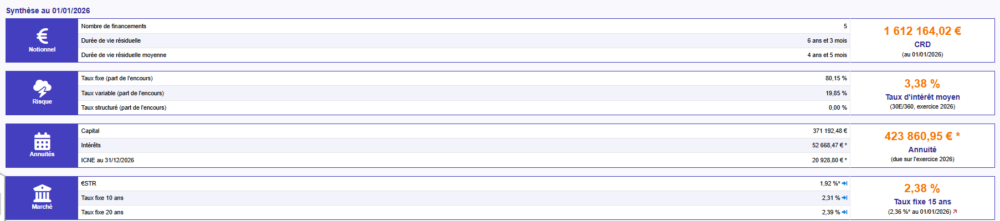 Synthèse au 01/01/2026
Notionnel
Nombre de financements 5
Durée de vie résiduelle 6 ans et 3 mois
Durée de vie résiduelle moyenne 4 ans et 5 mois
1 612 164,02 €
CRD
(au 01/01/2026)
Risque
Taux fixe (part de l'encours) 80,15 %
Taux variable (part de l'encours) 19,85 %
Taux structuré (part de l'encours) 0,00 %
3,38 %
Taux d'intérêt moyen
(30E/360, exercice 2026)
Annuités
Capital 371 192,48 €
Intérêts 52 668,47 € *
ICNE au 31/12/2026 20 928,80 € *
423 860,95 € *
Annuité
(due sur l'exercice 2026)
Marché
€STR 1,92 %*
Taux fixe 10 ans 2,31 %
Taux fixe 20 ans 2,39 %
2,38 %
Taux fixe 15 ans
(2,36 %* au 01/01/2026)